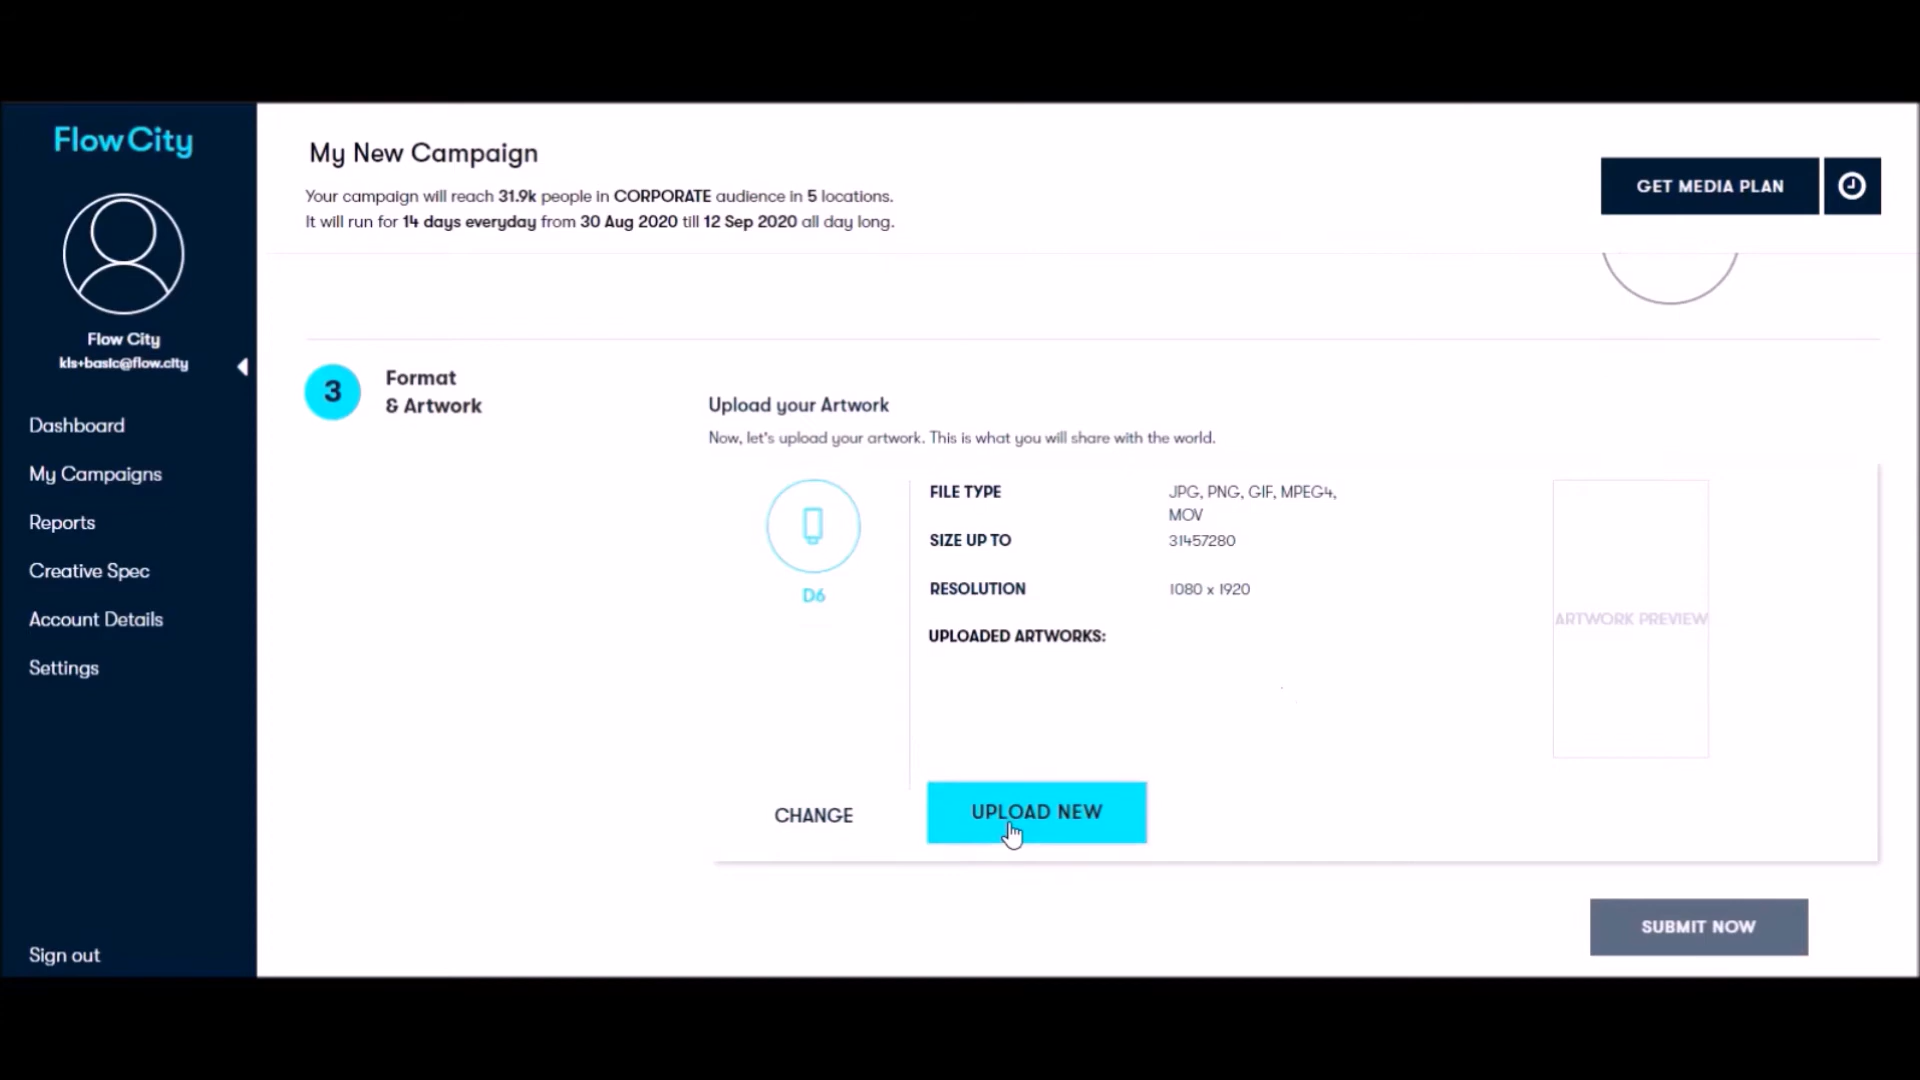 Flow City
Flow City
kls+basic@flow.city
Dashboard
My Campaigns
Reports
Creative Spec
Account Details
Settings
Sign out
My New Campaign
Your campaign will reach 31.9k people in CORPORATE audience in 5 locations.
It will run for 14 days everyday from 30 Aug 2020 till 12 Sep 2020 all day long.
GET MEDIA PLAN
3
Format
& Artwork
Upload your Artwork
Now, let's upload your artwork. This is what you will share with the world.
D6
CHANGE
FILE TYPE JPG, PNG, GIF, MPEG4,
MOV
SIZE UP TO 31457280
RESOLUTION 1080 x 1920
UPLOADED ARTWORKS:
UPLOAD NEW
ARTWORK PREVIEW
SUBMIT NOW